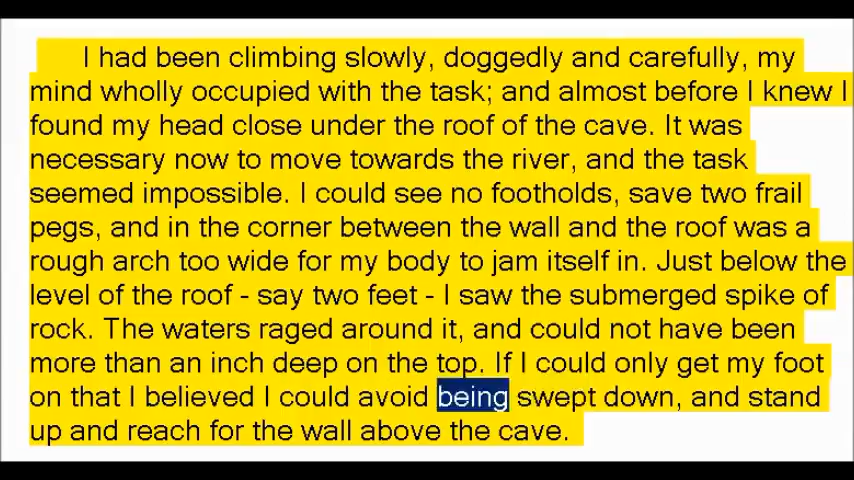 I had been climbing slowly, doggedly and carefully, my
mind wholly occupied with the task; and almost before I knew I
found my head close under the roof of the cave. It was
necessary now to move towards the river, and the task
seemed impossible. I could see no footholds, save two frail
pegs, and in the corner between the wall and the roof was a
rough arch too wide for my body to jam itself in. Just below the
level of the roof - say two feet - I saw the submerged spike of
rock. The waters raged around it, and could not have been
more than an inch deep on the top. If I could only get my foot
on that I believed I could avoid being swept down, and stand
up and reach for the wall above the cave.